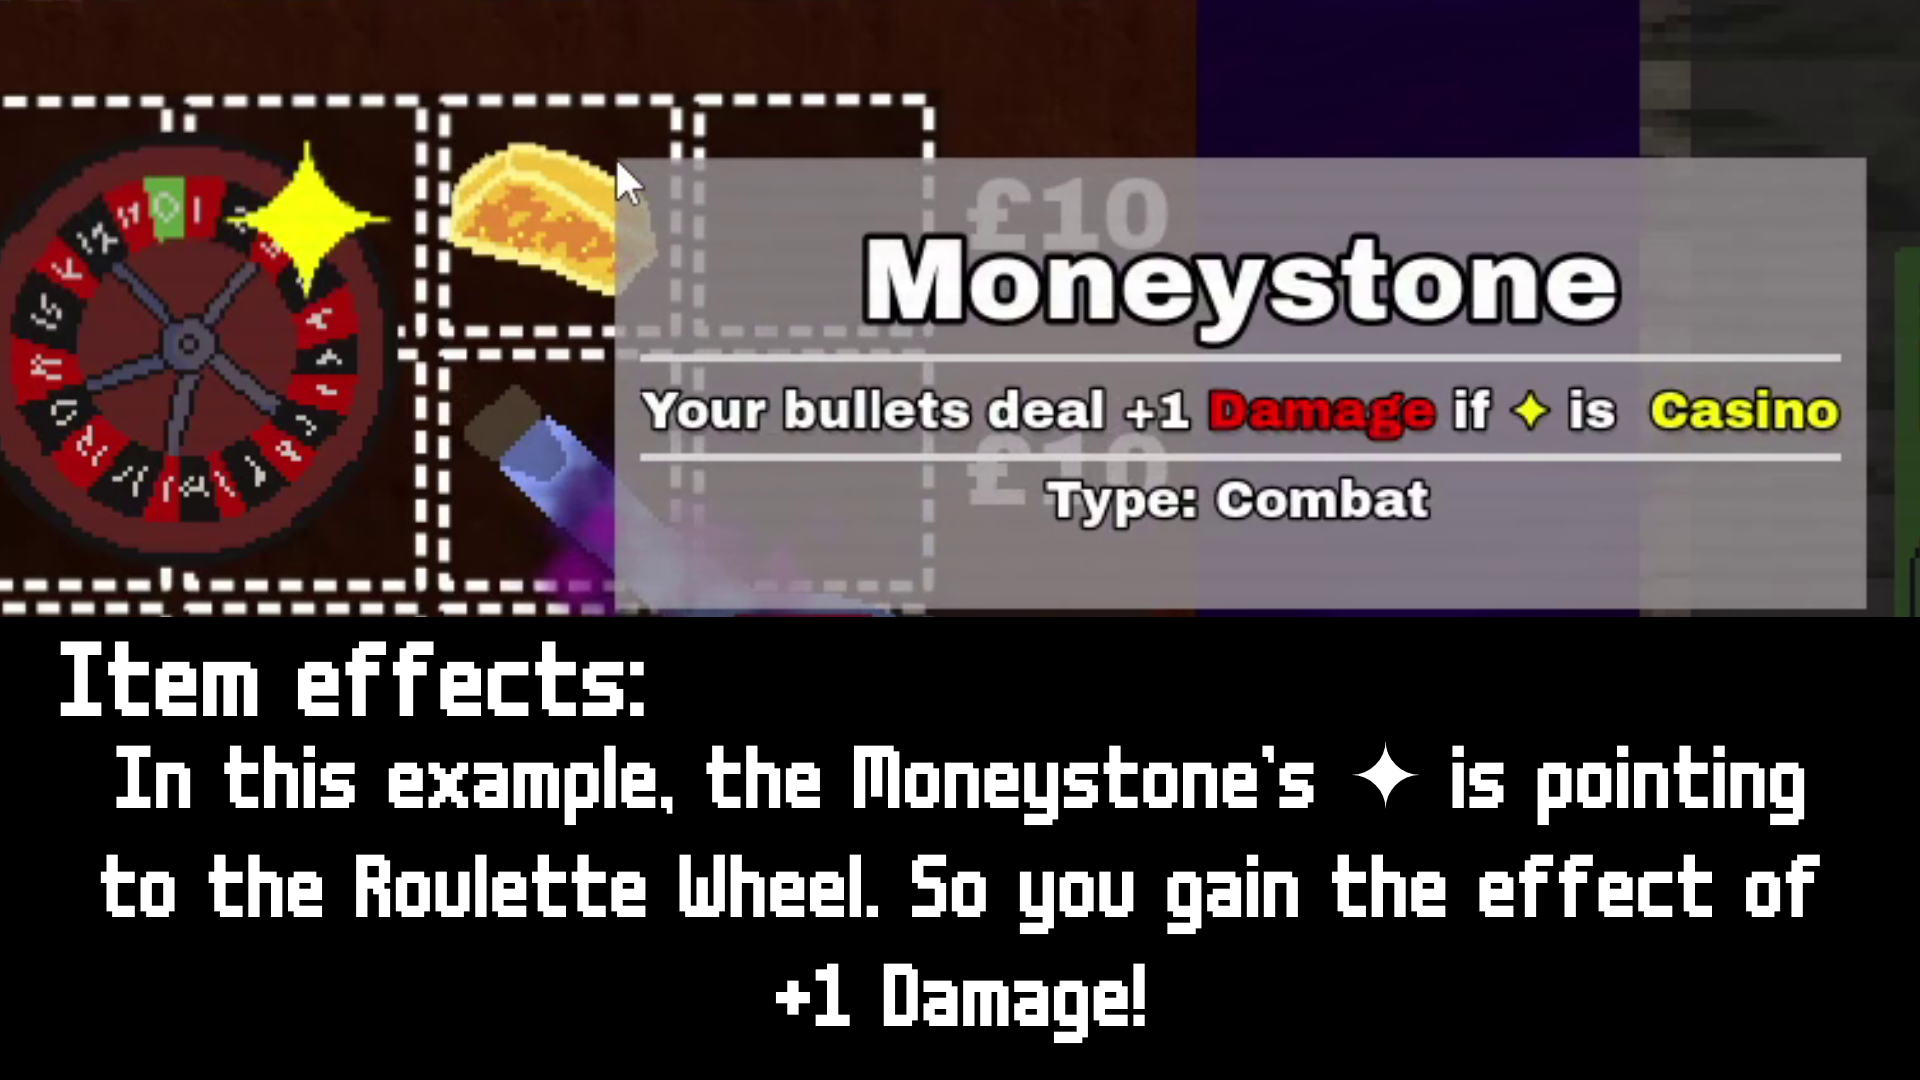 £10
Moneystone
Your bullets deal +1 Damage if ✦ is Casino
£10
Type: Combat
Item effects:
In this example, the Moneystone's ✦ is pointing
to the Roulette Wheel. So you gain the effect of
+1 Damage!